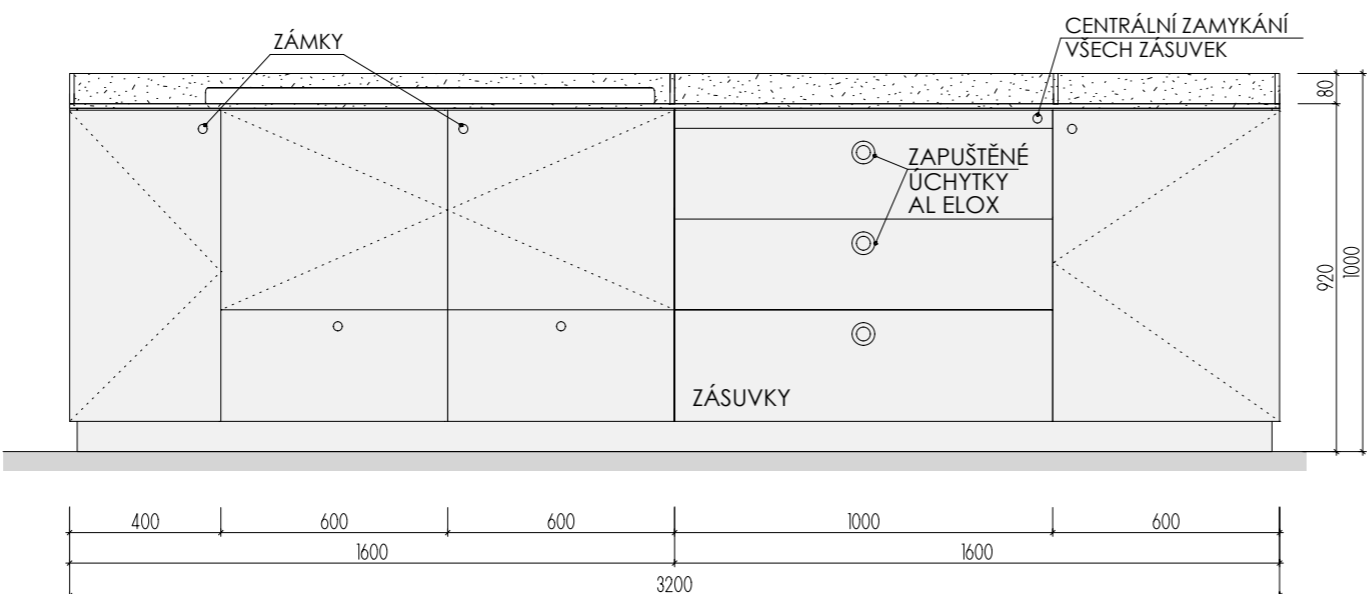 ZÁMKY
CENTRÁLNÍ ZAMYKÁNÍ
VŠECH ZÁSUVEK
80
ZAPUŠTĚNÉ
ÚCHYTKY
AL ELOX
920
1000
ZÁSUVKY
400
600
600
1000
600
1600
1600
3200